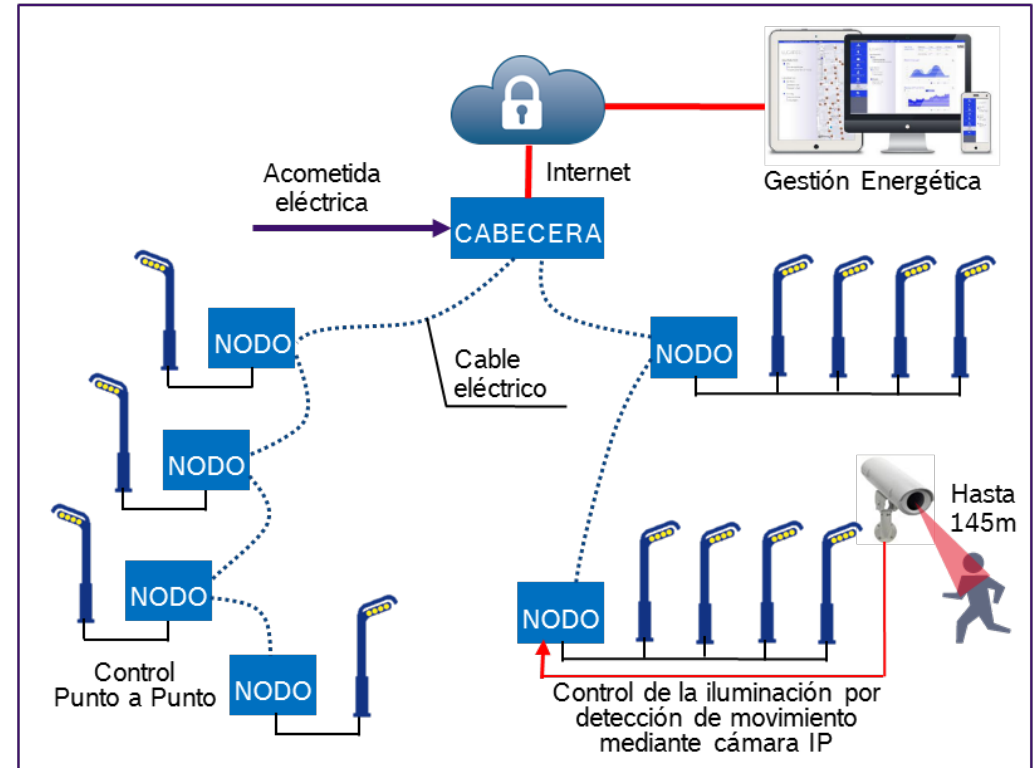 Internet
Gestión Energética
Acometida
eléctrica
CABECERA
NODO
Cable
eléctrico
NODO
NODO
Hasta
145m
NODO
NODO
Control
Punto a Punto
NODO
Control de la iluminación por
detección de movimiento
mediante cámara IP